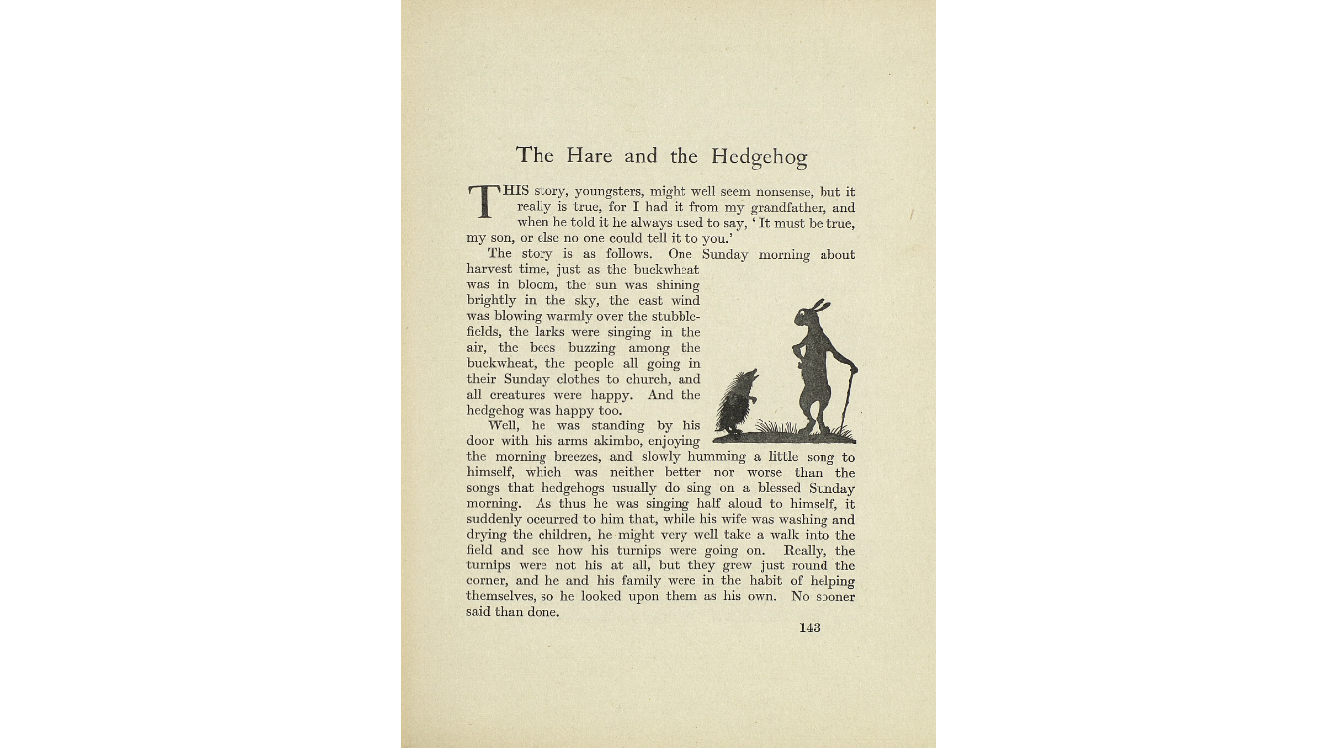 The Hare and the Hedgehog
THIS story, youngsters, might well seem nonsense, but it
really is true, for I had it from my grandfather, and
when he told it he always used to say, ‘ It must be true,
my son, or else no one could tell it to you.’
The story is as follows. One Sunday morning about
harvest time, just as the buckwheat
was in bloom, the sun was shining
brightly in the sky, the east wind
was blowing warmly over the stubble-
fields, the larks were singing in the
air, the bees buzzing among the
buckwheat, the people all going in
their Sunday clothes to church, and
all creatures were happy. And the
hedgehog was happy too.
Well, he was standing by his
door with his arms akimbo, enjoying
the morning breezes, and slowly humming a little song to
himself, which was neither better nor worse than the
songs that hedgehogs usually do sing on a blessed Sunday
morning. As thus he was singing half aloud to himself, it
suddenly occurred to him that, while his wife was washing and
drying the children, he might very well take a walk into the
field and see how his turnips were going on. Really, the
turnips were not his at all, but they grew just round the
corner, and he and his family were in the habit of helping
themselves, so he looked upon them as his own. No sooner
said than done.
143